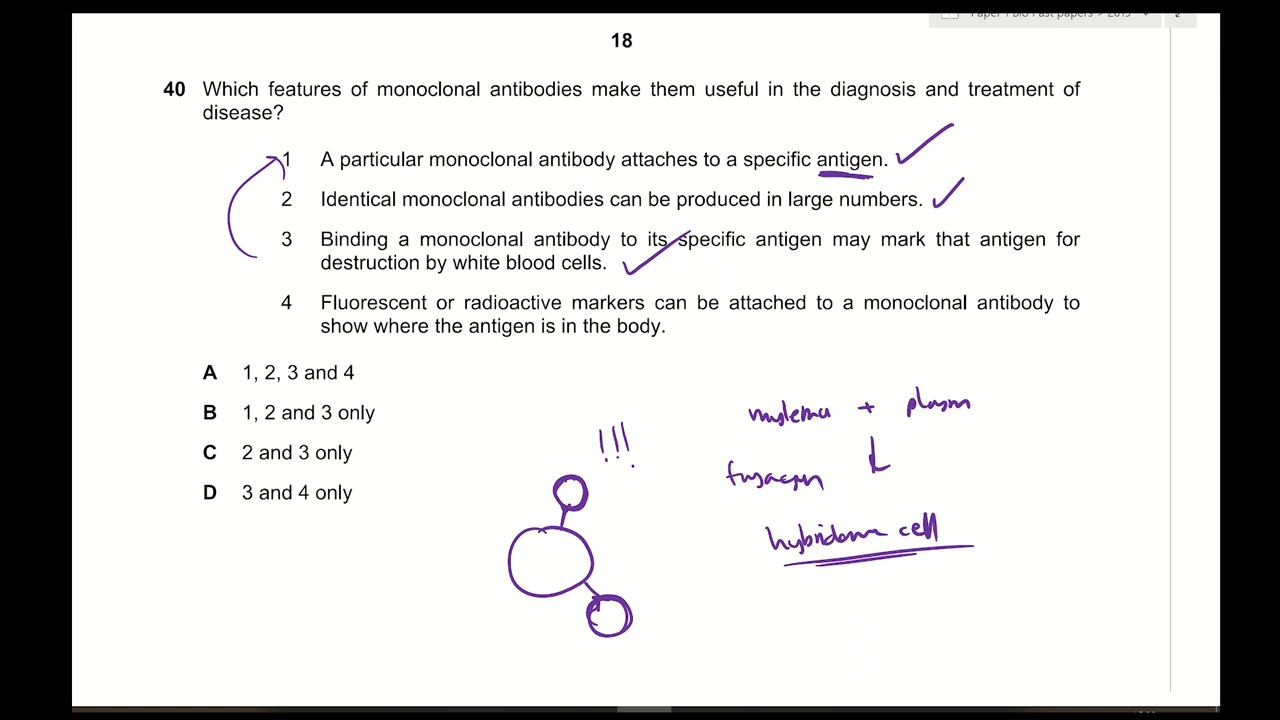 18
40 Which features of monoclonal antibodies make them useful in the diagnosis and treatment of
disease?
1 A particular monoclonal antibody attaches to a specific antigen.
2 Identical monoclonal antibodies can be produced in large numbers.
3 Binding a monoclonal antibody to its specific antigen may mark that antigen for
destruction by white blood cells.
4 Fluorescent or radioactive markers can be attached to a monoclonal antibody to
show where the antigen is in the body.
A 1, 2, 3 and 4
B 1, 2 and 3 only
C 2 and 3 only
D 3 and 4 only
+ plasm
!!!
hybridoma cell